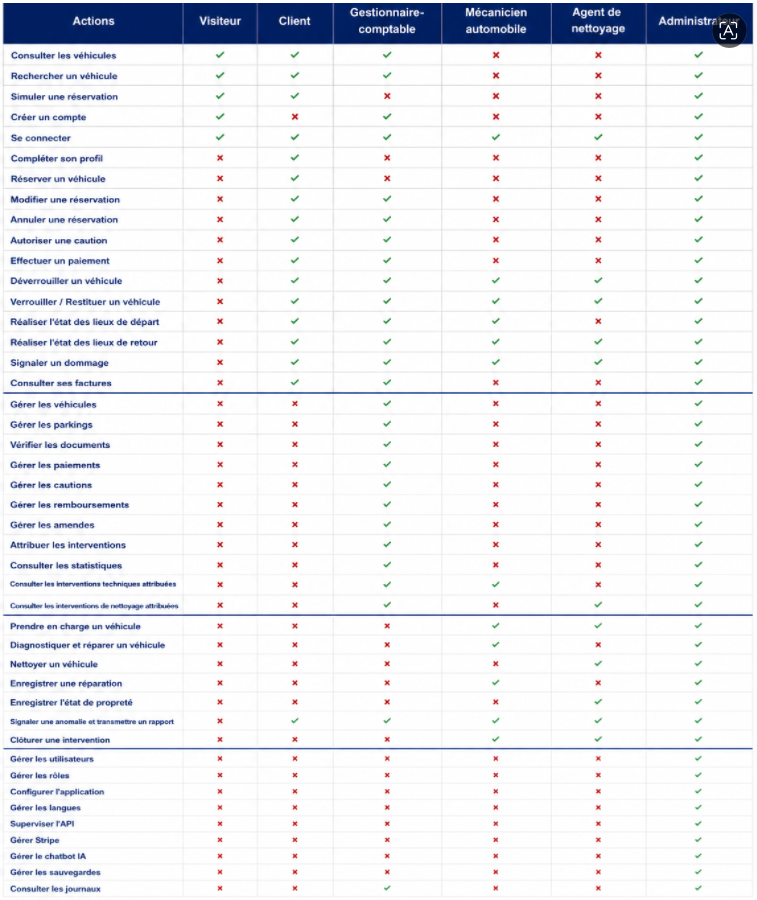 Actions Visiteur Client Gestionnaire-comptable Mécanicien automobile Agent de nettoyage
Consulter les véhicules ✓ ✓ ✓ × × ✓
Rechercher un véhicule ✓ ✓ ✓ × × ✓
Simuler une réservation ✓ ✓ × × × ✓
Créer un compte ✓ × ✓ × × ✓
Se connecter ✓ ✓ ✓ ✓ ✓ ✓
Compléter son profil × ✓ × × × ✓
Réserver un véhicule × ✓ × × × ✓
Modifier une réservation × ✓ ✓ × × ✓
Annuler une réservation × ✓ ✓ × × ✓
Autoriser une caution × ✓ ✓ × × ✓
Effectuer un paiement × ✓ ✓ × × ✓
Déverrouiller un véhicule × ✓ ✓ ✓ ✓ ✓
Verrouiller / Restituer un véhicule × ✓ ✓ ✓ ✓ ✓
Réaliser l'état des lieux de départ × ✓ ✓ ✓ × ✓
Réaliser l'état des lieux de retour × ✓ ✓ ✓ ✓ ✓
Signaler un dommage × ✓ ✓ ✓ ✓ ✓
Consulter ses factures × ✓ ✓ × × ✓
Gérer les véhicules × × ✓ × × ✓
Gérer les parkings × × ✓ × × ✓
Vérifier les documents × × ✓ × × ✓
Gérer les paiements × × ✓ × × ✓
Gérer les cautions × × ✓ × × ✓
Gérer les remboursements × × ✓ × × ✓
Gérer les amendes × × ✓ × × ✓
Attribuer les interventions × × ✓ × × ✓
Consulter les statistiques × × ✓ × × ✓
Consulter les interventions techniques attribuées × × ✓ ✓ × ✓
Consulter les interventions de nettoyage attribuées × × ✓ × ✓ ✓
Prendre en charge un véhicule × × × ✓ ✓ ✓
Diagnostiquer et réparer un véhicule × × × ✓ × ✓
Nettoyer un véhicule × × × × ✓ ✓
Enregistrer une réparation × × × ✓ × ✓
Enregistrer l'état de propreté × × × × ✓ ✓
Signaler une anomalie et transmettre un rapport × ✓ ✓ ✓ ✓ ✓
Clôturer une intervention × × × ✓ ✓ ✓
Gérer les utilisateurs × × × × × ✓
Gérer les rôles × × × × × ✓
Configurer l'application × × × × × ✓
Gérer les langues × × × × × ✓
Superviser l'API × × × × × ✓
Gérer Stripe × × × × × ✓
Gérer le chatbot IA × × × × × ✓
Gérer les sauvegardes × × × × × ✓
Consulter les journaux × × ✓ × × ✓